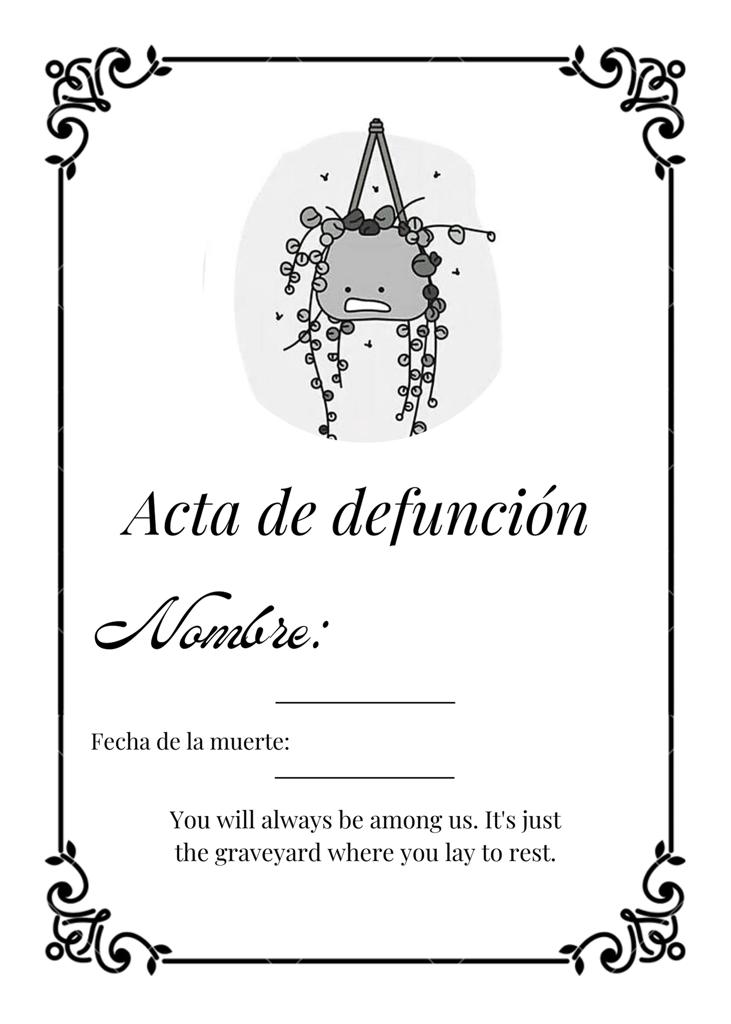 Acta de defunción
Nombre:
Fecha de la muerte:
You will always be among us. It's just
the graveyard where you lay to rest.